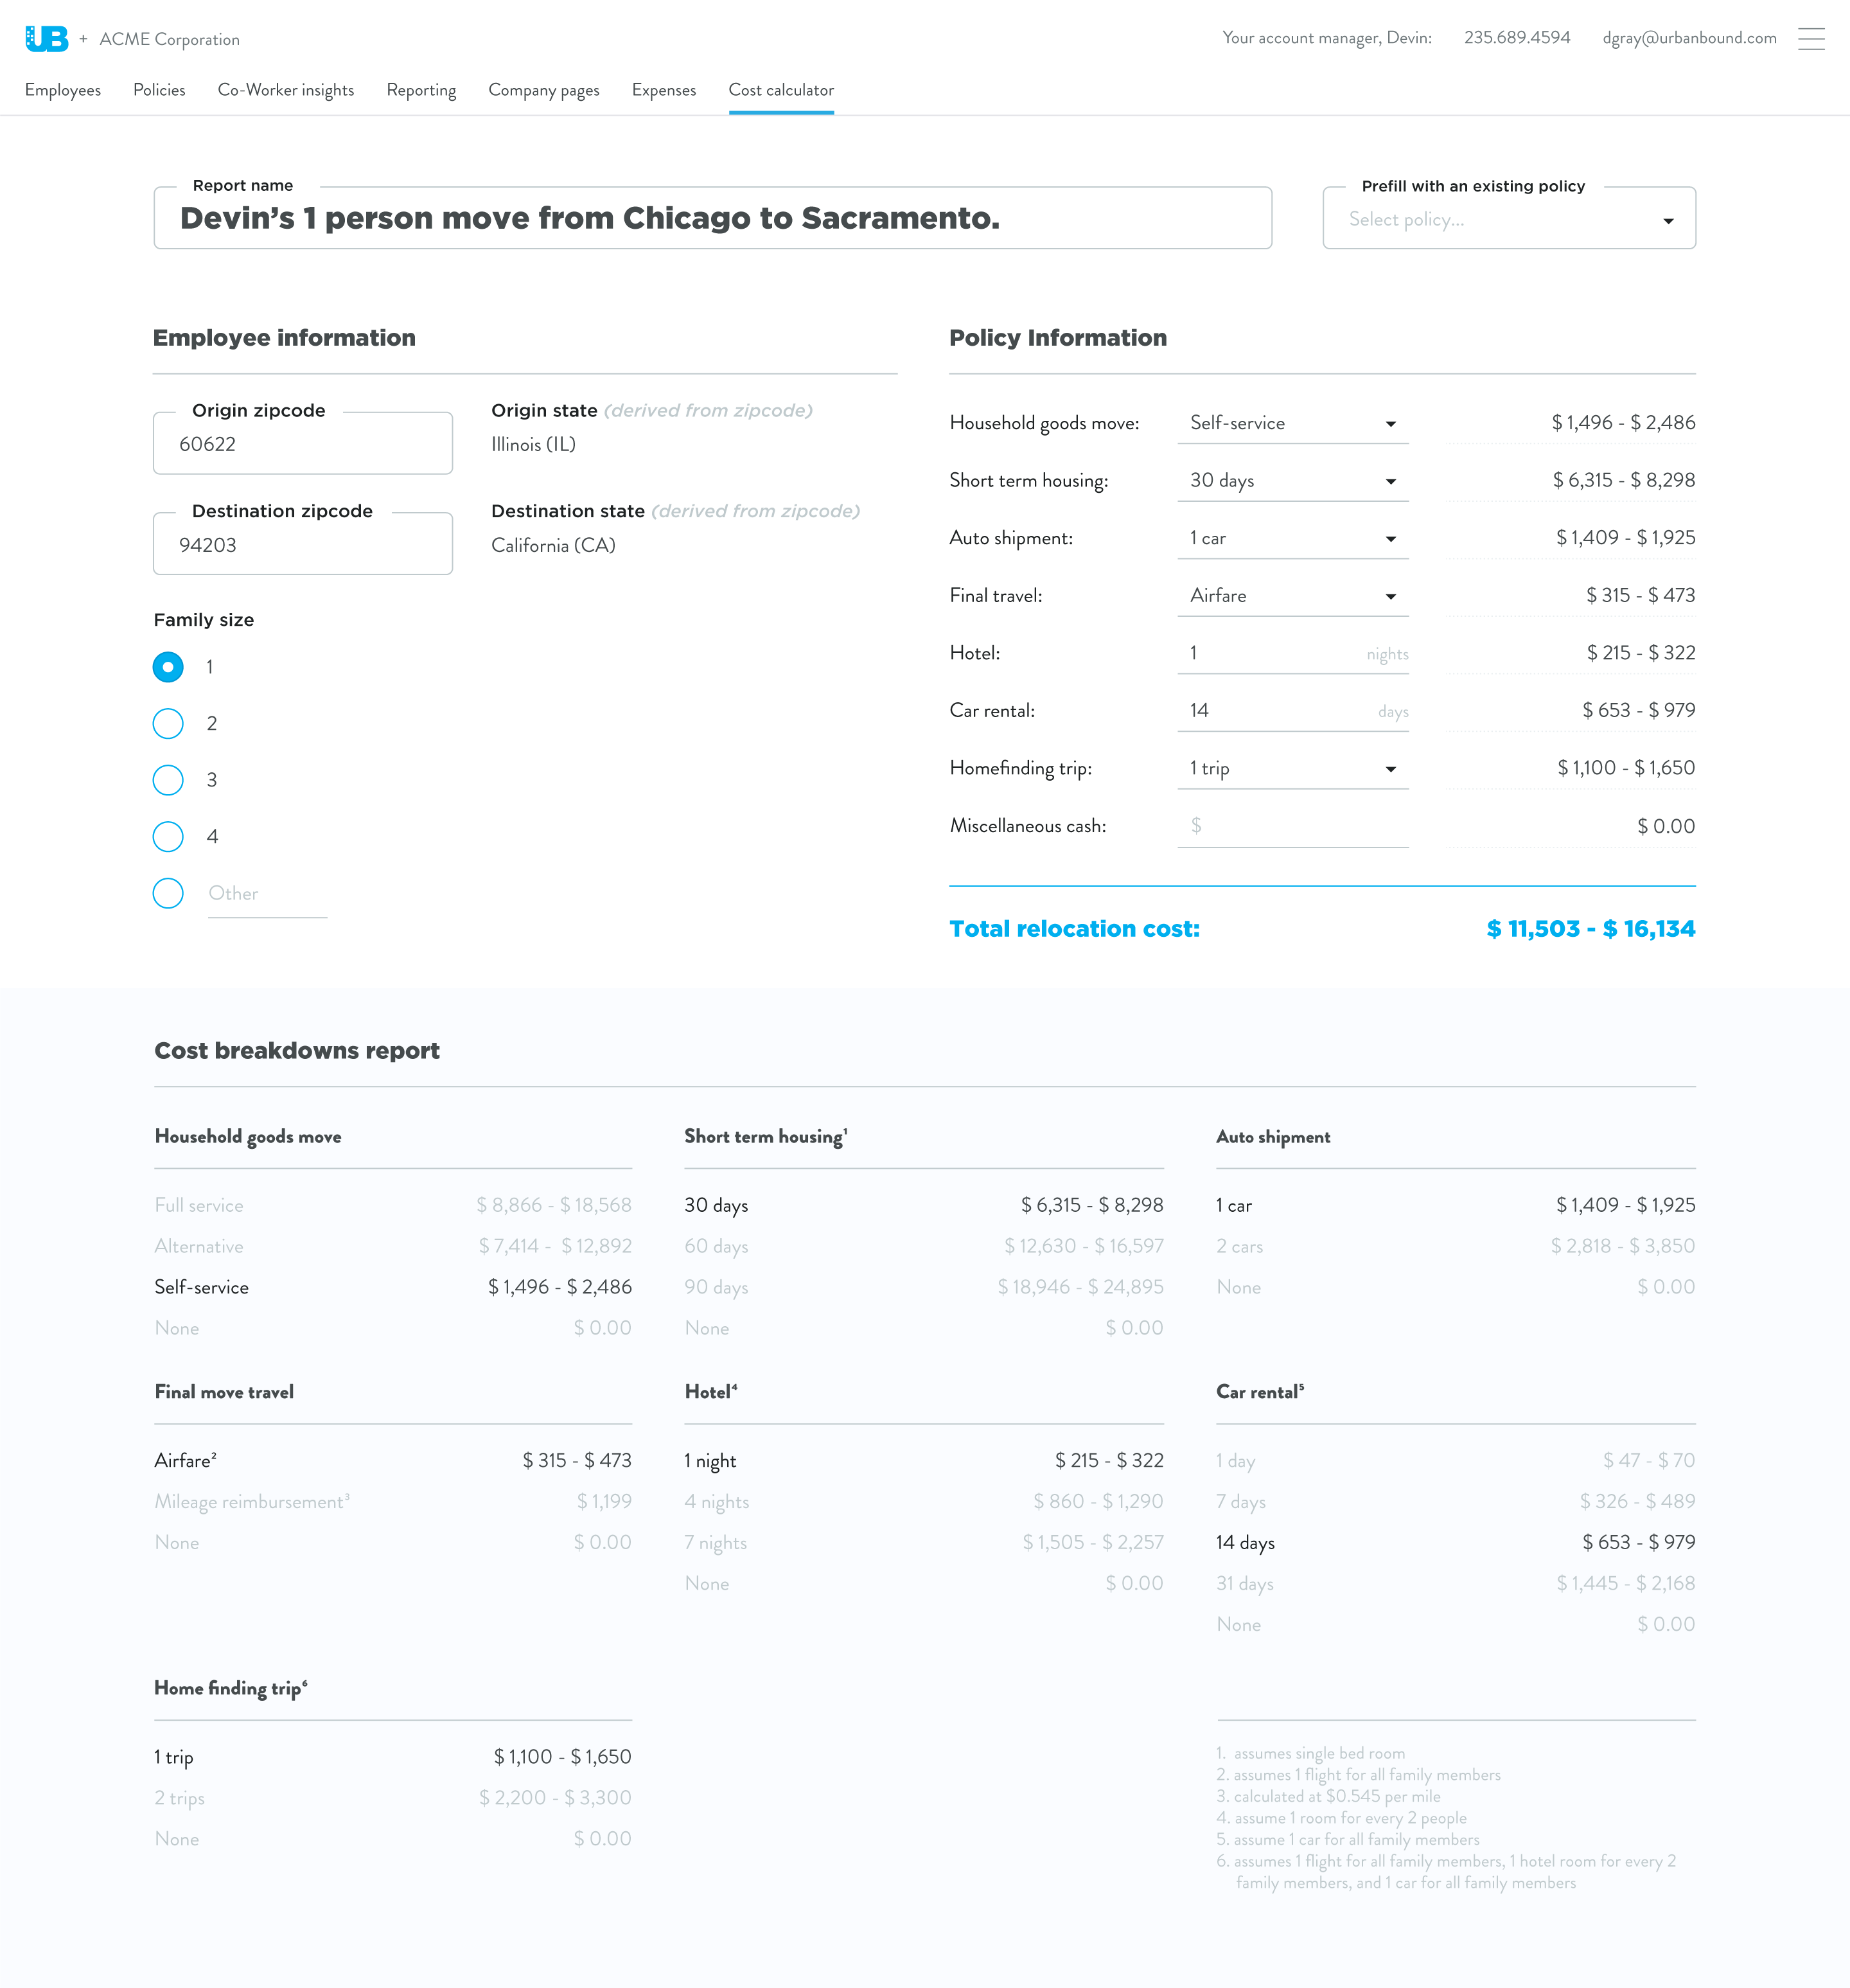 UB + ACME Corporation
Your account manager, Devin: 235.689.4594 dgray@urbanbound.com
Employees Policies Co-Worker insights Reporting Company pages Expenses Cost calculator
Report name
Devin’s 1 person move from Chicago to Sacramento.
Prefill with an existing policy
Select policy...
Employee information
Origin zipcode
60622
Origin state (derived from zipcode)
Illinois (IL)
Destination zipcode
94203
Destination state (derived from zipcode)
California (CA)
Family size
1
2
3
4
Other
Policy Information
Household goods move: Self-service $ 1,496 - $ 2,486
Short term housing: 30 days $ 6,315 - $ 8,298
Auto shipment: 1 car $ 1,409 - $ 1,925
Final travel: Airfare $ 315 - $ 473
Hotel: 1 nights $ 215 - $ 322
Car rental: 14 days $ 653 - $ 979
Homefinding trip: 1 trip $ 1,100 - $ 1,650
Miscellaneous cash: $ $ 0.00
Total relocation cost: $ 11,503 - $ 16,134
Cost breakdowns report
Household goods move
Full service $ 8,866 - $ 18,568
Alternative $ 7,414 - $ 12,892
Self-service $ 1,496 - $ 2,486
None $ 0.00
Short term housing¹
30 days $ 6,315 - $ 8,298
60 days $ 12,630 - $ 16,597
90 days $ 18,946 - $ 24,895
None $ 0.00
Auto shipment
1 car $ 1,409 - $ 1,925
2 cars $ 2,818 - $ 3,850
None $ 0.00
Final move travel
Airfare² $ 315 - $ 473
Mileage reimbursement³ $ 1,199
None $ 0.00
Hotel⁴
1 night $ 215 - $ 322
4 nights $ 860 - $ 1,290
7 nights $ 1,505 - $ 2,257
None $ 0.00
Car rental⁵
1 day $ 47 - $ 70
7 days $ 326 - $ 489
14 days $ 653 - $ 979
31 days $ 1,445 - $ 2,168
None $ 0.00
Home finding trip⁶
1 trip $ 1,100 - $ 1,650
2 trips $ 2,200 - $ 3,300
None $ 0.00
1. assumes single bed room
2. assumes 1 flight for all family members
3. calculated at $0.545 per mile
4. assume 1 room for every 2 people
5. assume 1 car for all family members
6. assumes 1 flight for all family members, 1 hotel room for every 2
family members, and 1 car for all family members